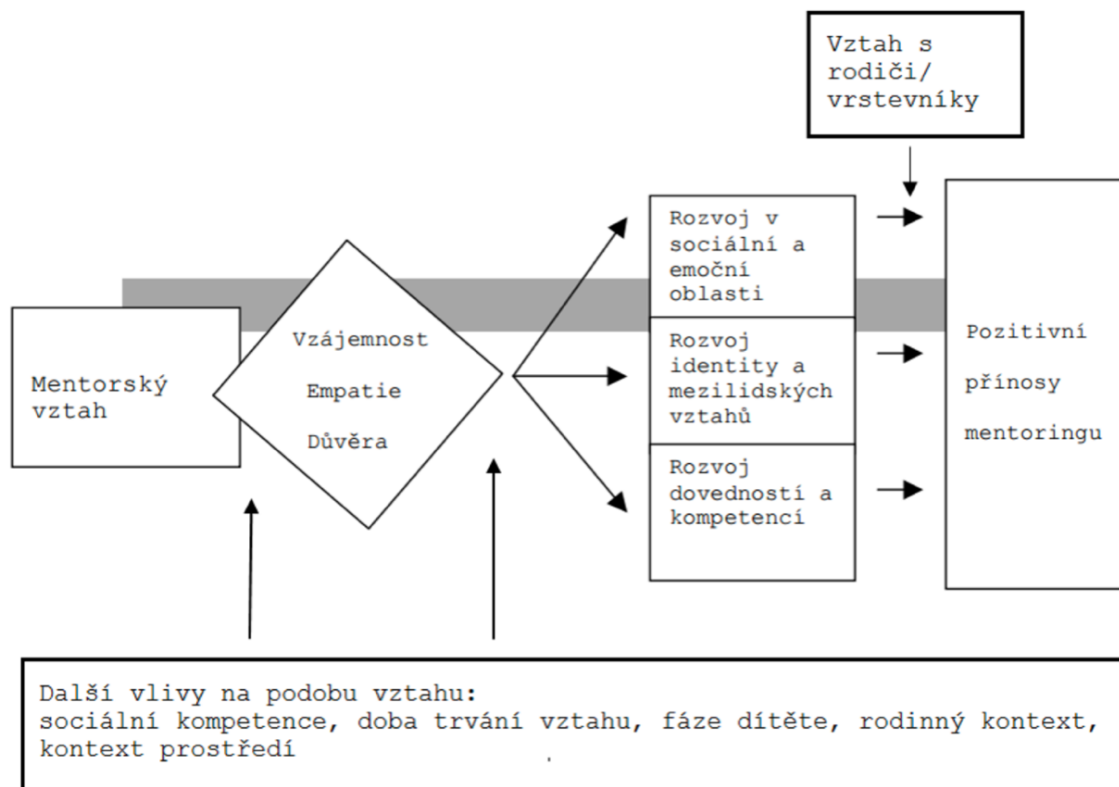 Vztah s
rodiči/
vrstevníky
Mentorský
vztah
Vzájemnost
Empatie
Důvěra
Rozvoj v
sociální a
emoční
oblasti
Rozvoj
identity a
mezilidských
vztahů
Rozvoj
dovedností a
kompetencí
Pozitivní
přínosy
mentoringu
Další vlivy na podobu vztahu:
sociální kompetence, doba trvání vztahu, fáze dítěte, rodinný kontext,
kontext prostředí